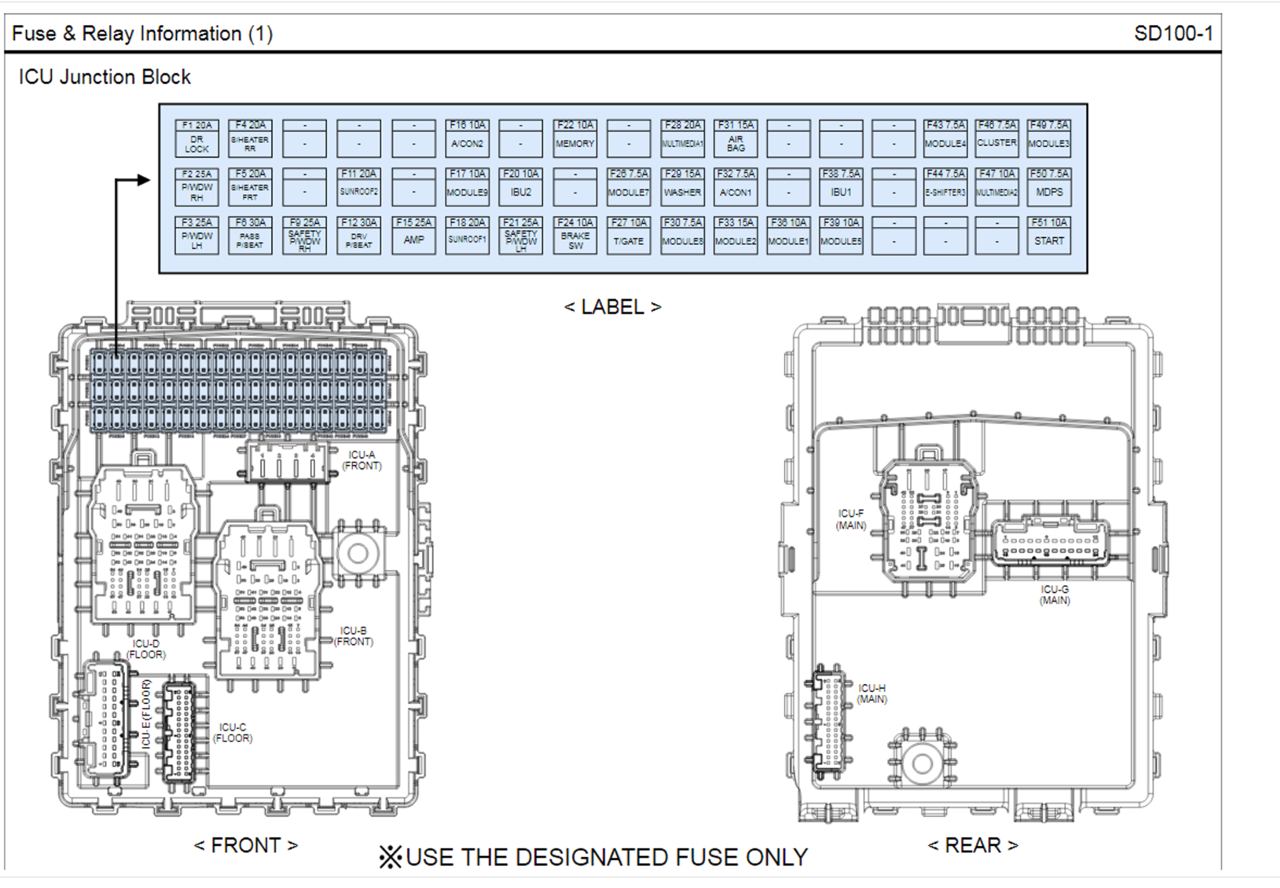 Fuse & Relay Information (1) SD100-1
ICU Junction Block
F1 20A F4 20A - - - F16 10A - F22 10A - F28 20A F31 15A - - - F43 7.5A F46 7.5A F49 7.5A
DR LOCK S/HEATER RR - - - A/CON2 - MEMORY - MULTIMEDIA1 AIR BAG - - - MODULE4 CLUSTER MODULE3
F2 25A F5 20A - F11 20A - F17 10A F20 10A - F26 7.5A F29 15A F32 7.5A - F38 7.5A - F44 7.5A F47 10A F50 7.5A
P/WDW RH S/HEATER FRT - SUNROOF2 - MODULE9 IBU2 - MODULE7 WASHER A/CON1 - IBU1 - E-SHIFTER3 MULTIMEDIA2 MDPS
F3 25A F6 30A F9 25A F12 30A F15 25A F18 20A F21 25A F24 10A F27 10A F30 7.5A F33 15A F36 10A F39 10A - - - F51 10A
P/WDW LH PASS P/SEAT SAFETY P/WDW RH DRV P/SEAT AMP SUNROOF1 SAFETY P/WDW LH BRAKE SW T/GATE MODULE8 MODULE2 MODULE1 MODULE5 - - - START
< LABEL >
ICU-A
(FRONT)
ICU-D
(FLOOR)
ICU-B
(FRONT)
ICU-E (FLOOR)
ICU-C
(FLOOR)
ICU-F
(MAIN)
ICU-G
(MAIN)
ICU-H
(MAIN)
< FRONT >
< REAR >
※USE THE DESIGNATED FUSE ONLY